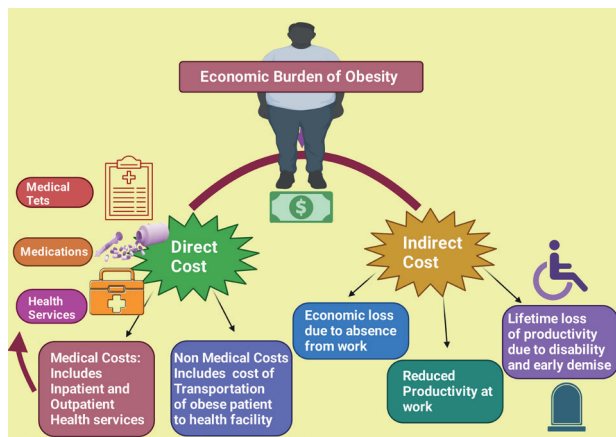 Economic Burden of Obesity
Medical
Tets
Medications
Health
Services
$
Direct
Cost
Indirect
Cost
Medical Costs:
Includes
Inpatient and
Outpatient
Health services
Non Medical Costs
Includes cost of
Transportation
of obese patient
to health facility
Economic loss
due to absence
from work
Reduced
Productivity at
work
Lifetime loss
of productivity
due to disability
and early demise